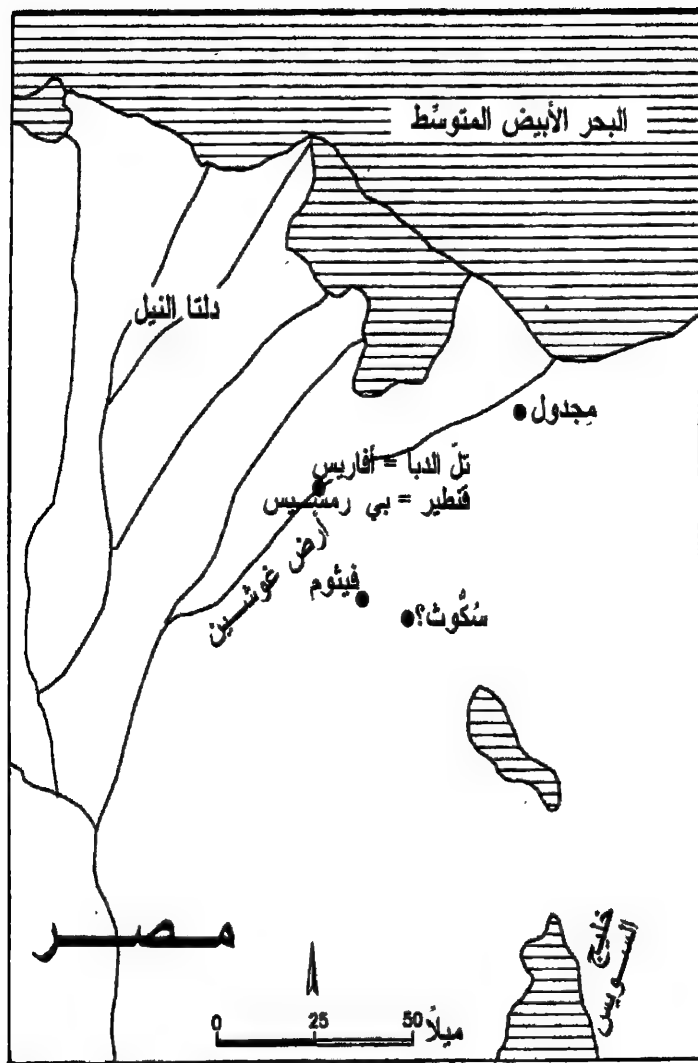 البحر الأبيض المتوسّط
دلتا النيل
مِجدول
تلّ الدبا = أفاريس
قنطير = بي رمسيس
أرض غوشين
فيثوم
سُكُّوث؟
مصر
خليج
السويس
0 25 50 ميلاً